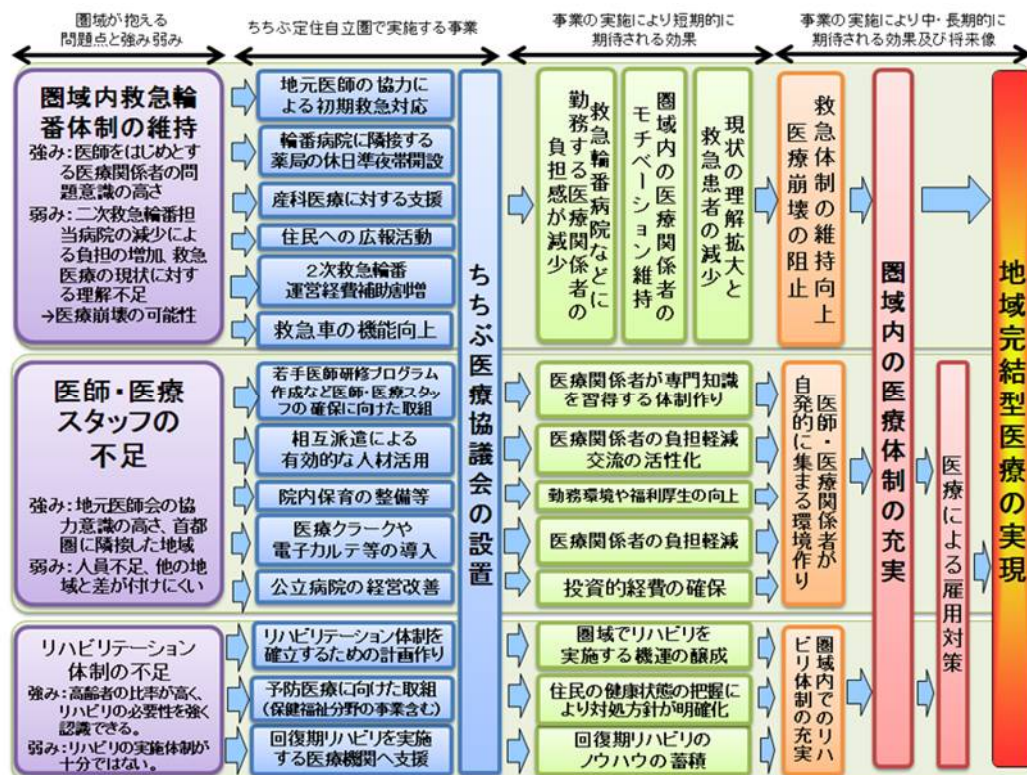 圏域が抱える
問題点と強み弱み
ちちぶ定住自立圏で実施する事業
事業の実施により短期的に
期待される効果
事業の実施により中・長期的に
期待される効果及び将来像
圏域内救急輪
番体制の維持
強み：医師をはじめとす
る医療関係者の問
題意識の高さ
弱み：二次救急輪番担
当病院の減少によ
る負担の増加、救急
医療の現状に対す
る理解不足
→医療崩壊の可能性
地元医師の協力に
よる初期救急対応
輪番病院に隣接する
薬局の休日準夜帯開設
産科医療に対する支援
住民への広報活動
2次救急輪番
運営経費補助割増
救急車の機能向上
ちちぶ医療協議会の設置
救急輪番病院などに
勤務する医療関係者の
負担感が減少
圏域内の医療関係者の
モチベーション維持
現状の理解拡大と
救急患者の減少
救急体制の維持向上
医療崩壊の阻止
圏域内の医療体制の充実
地域完結型医療の実現
医師・医療
スタッフの
不足
強み：地元医師会の協
力意識の高さ、首都
圏に隣接した地域
弱み：人員不足、他の地
域と差が付けにくい
若手医師研修プログラム
作成など医師・医療スタッ
フの確保に向けた取組
相互派遣による
有効的な人材活用
院内保育の整備等
医療クラークや
電子カルテ等の導入
公立病院の経営改善
医療関係者が専門知識
を習得する体制作り
医療関係者の負担軽減
交流の活性化
勤務環境や福利厚生の向上
医療関係者の負担軽減
投資的経費の確保
医師・医療関係者が
自発的に集まる環境作り
医療による雇用対策
リハビリテーション
体制の不足
強み：高齢者の比率が高く、
リハビリの必要性を強く
認識できる。
弱み：リハビリの実施体制が
十分ではない。
リハビリテーション体制を
確立するための計画作り
予防医療に向けた取組
(保健福祉分野の事業含む)
回復期リハビリを実施
する医療機関へ支援
圏域でリハビリを
実施する機運の醸成
住民の健康状態の把握に
より対処方針が明確化
回復期リハビリの
ノウハウの蓄積
圏域内でのリハ
ビリ体制の充実